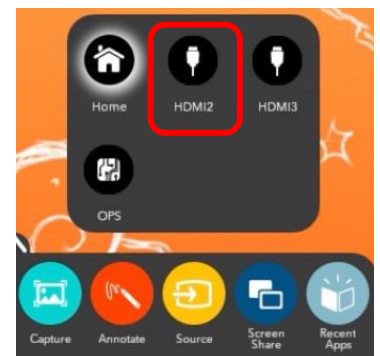 Home HDMI2 HDMI3
OPS
Capture Annotate Source Screen Share Recent Apps